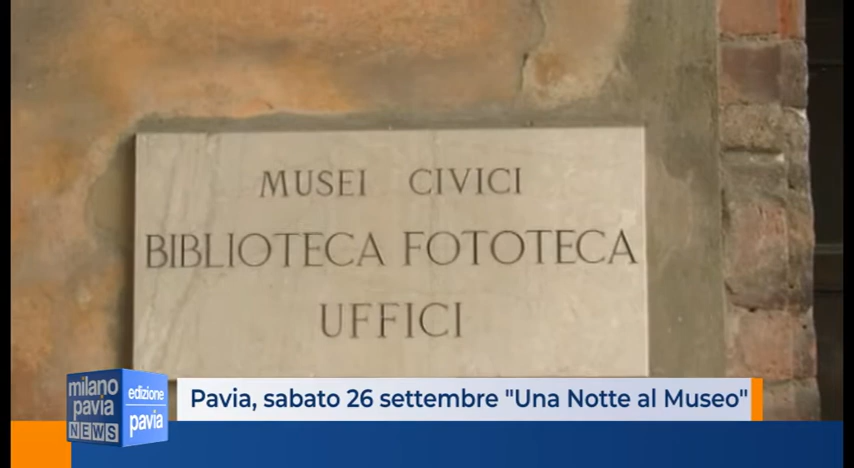 MUSEI CIVICI
BIBLIOTECA FOTOTECA
UFFICI
milano
pavia
NEWS
edizione
pavia
Pavia, sabato 26 settembre "Una Notte al Museo"